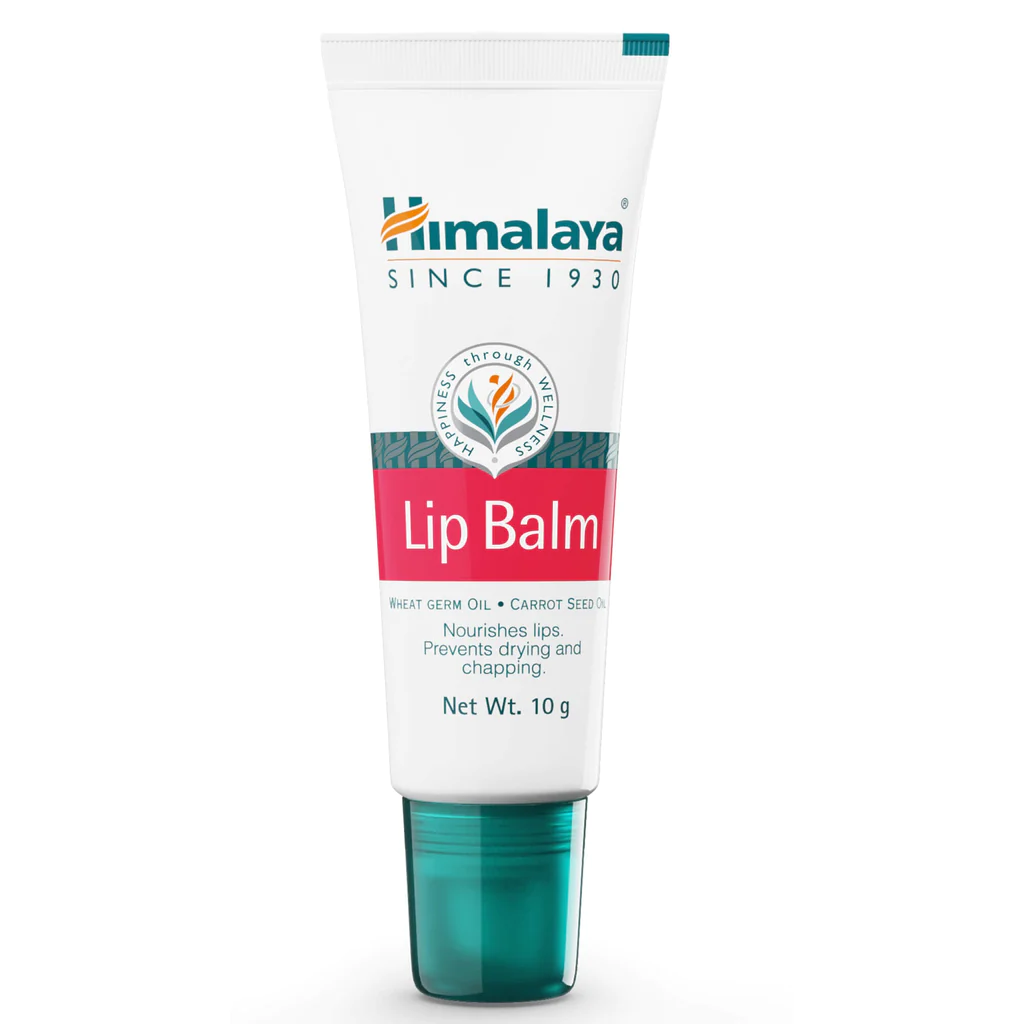 Himalaya®
SINCE 1930
HAPPINESS through WELLNESS
Lip Balm
WHEAT GERM OIL • CARROT SEED OIL
Nourishes lips.
Prevents drying and
chapping.
Net Wt. 10 g